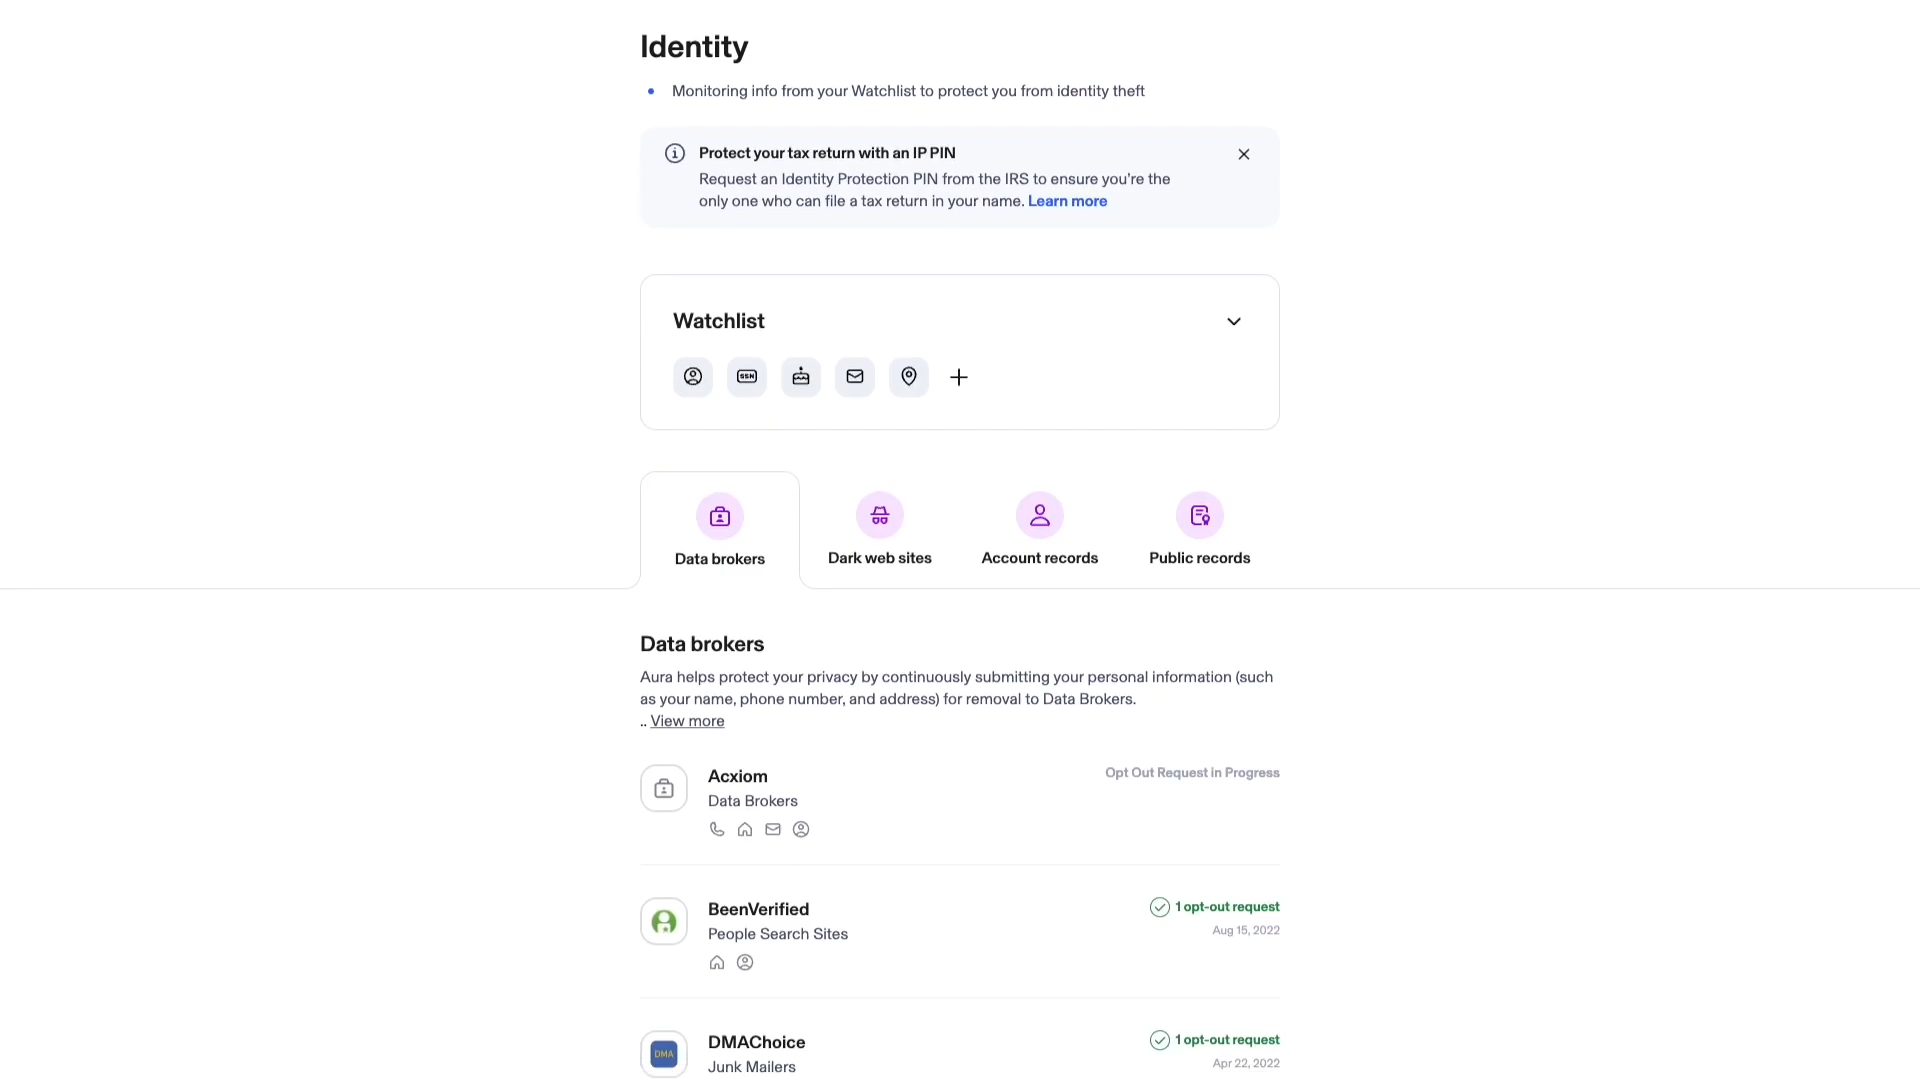 Identity
Monitoring info from your Watchlist to protect you from identity theft
Protect your tax return with an IP PIN
Request an Identity Protection PIN from the IRS to ensure you're the
only one who can file a tax return in your name. Learn more
Watchlist
SSN
Data brokers
Dark web sites
Account records
Public records
Data brokers
Aura helps protect your privacy by continuously submitting your personal information (such
as your name, phone number, and address) for removal to Data Brokers.
.. View more
Acxiom
Opt Out Request in Progress
Data Brokers
BeenVerified
1 opt-out request
People Search Sites
Aug 15, 2022
DMAChoice
1 opt-out request
DMA
Junk Mailers
Apr 22, 2022